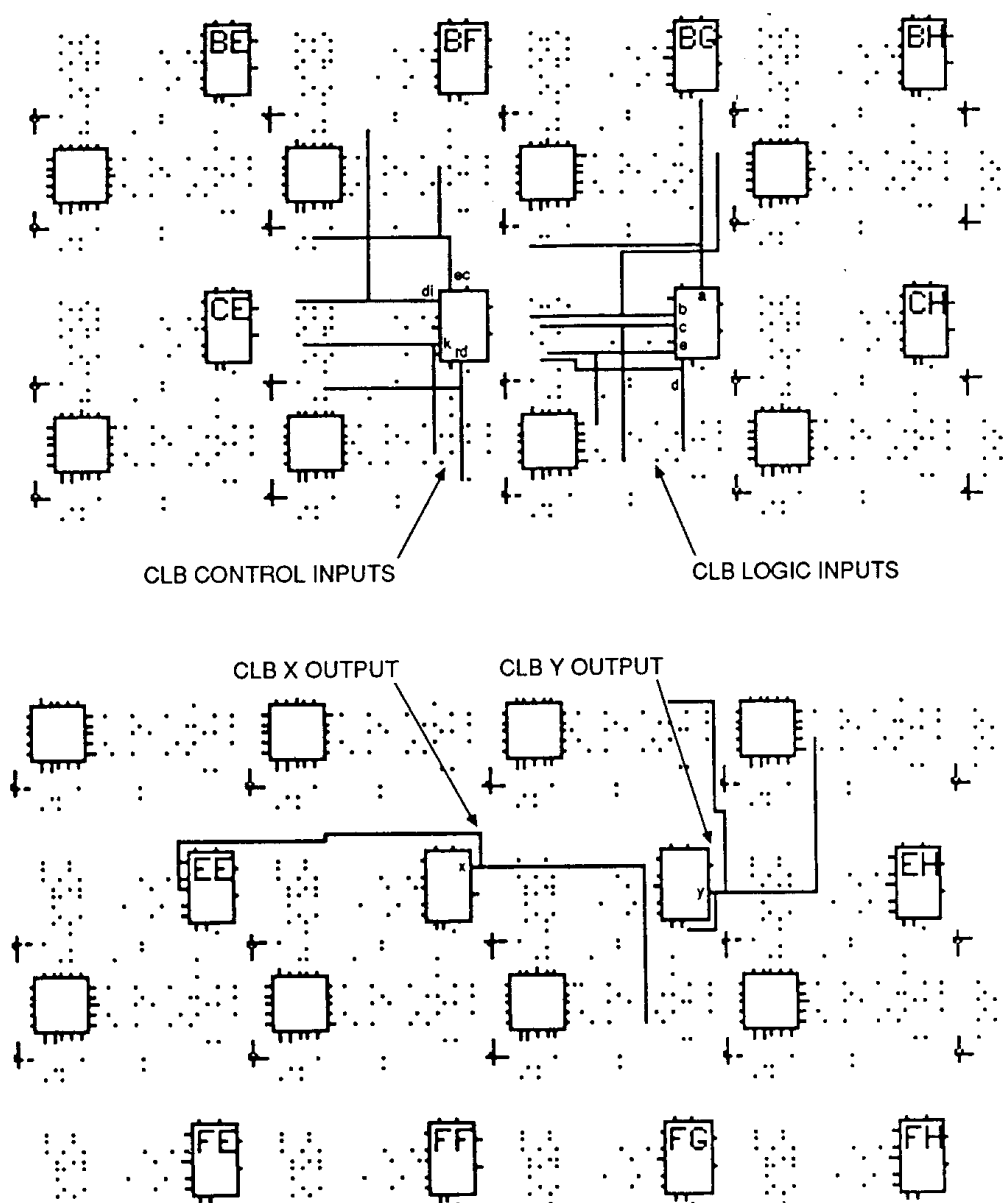 BE BF BG BH
ec
di a
CE b CH
c
k rd e
d
CLB CONTROL INPUTS CLB LOGIC INPUTS
CLB X OUTPUT CLB Y OUTPUT
EE x EH
y
FE FF FG FH